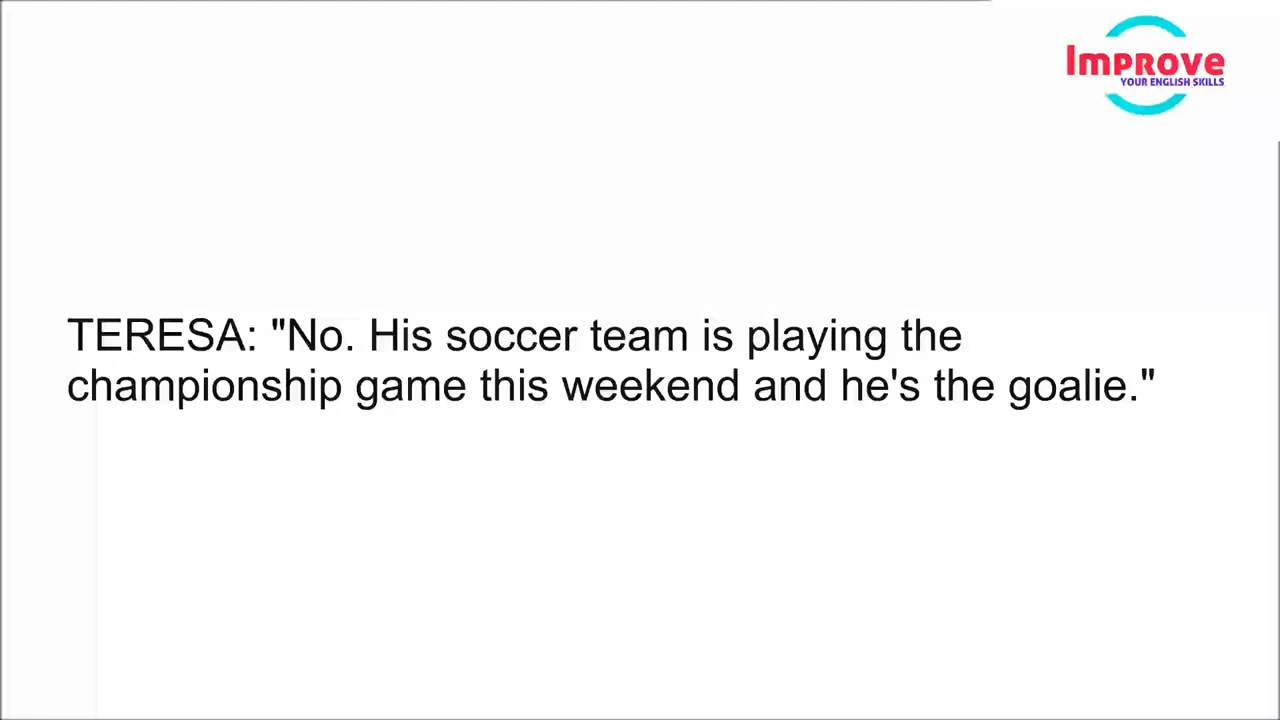 Improve
YOUR ENGLISH SKILLS
TERESA: "No. His soccer team is playing the
championship game this weekend and he's the goalie."